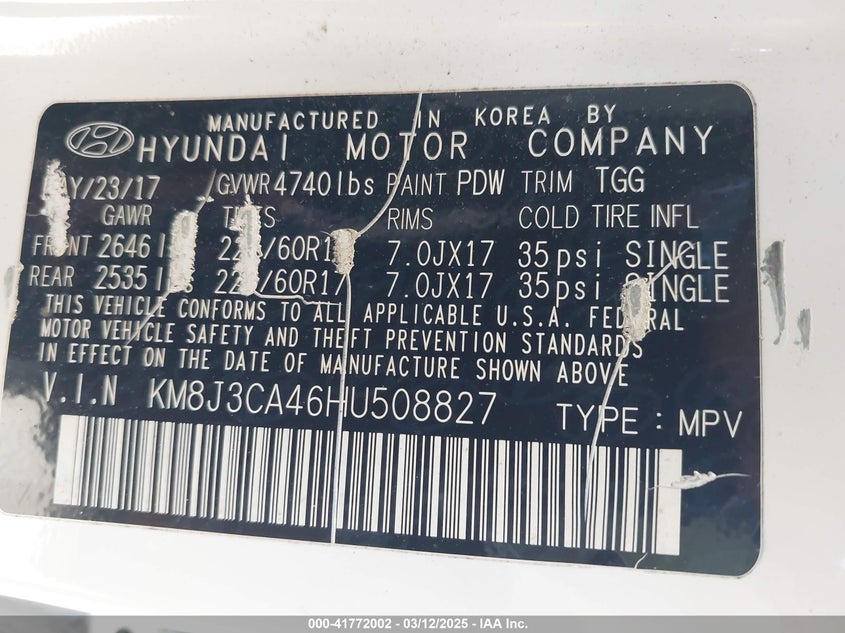 MANUFACTURED IN KOREA BY
HYUNDAI MOTOR COMPANY
/23/17 GVWR 4740lbs PAINT PDW TRIM TGG
GAWR RIMS COLD TIRE INFL
FRONT 2646 7.0JX17 35psi SINGLE
REAR 2535 7.0JX17 35psi SINGLE
THIS VEHICLE CONFORMS TO ALL APPLICABLE U.S.A. FEDERAL
MOTOR VEHICLE SAFETY AND THEFT PREVENTION STANDARDS
IN EFFECT ON THE DATE OF MANUFACTURE SHOWN ABOVE
V.I.N KM8J3CA46HU508827 TYPE: MPV
000-41772002 - 03/12/2025 - IAA Inc.